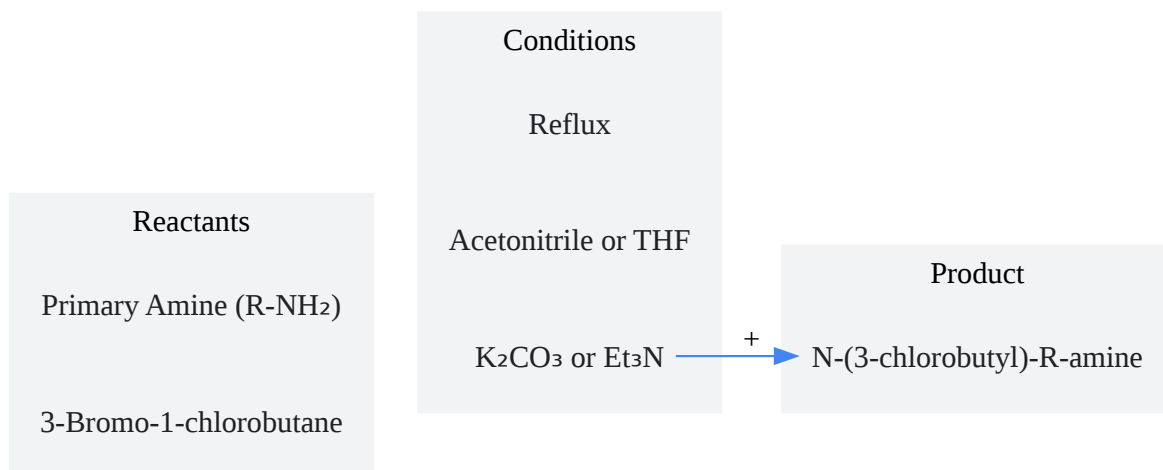 Reactants
Primary Amine (R-NH₂)
3-Bromo-1-chlorobutane
Conditions
Reflux
Acetonitrile or THF
K₂CO₃ or Et₃N
+
Product
N-(3-chlorobutyl)-R-amine